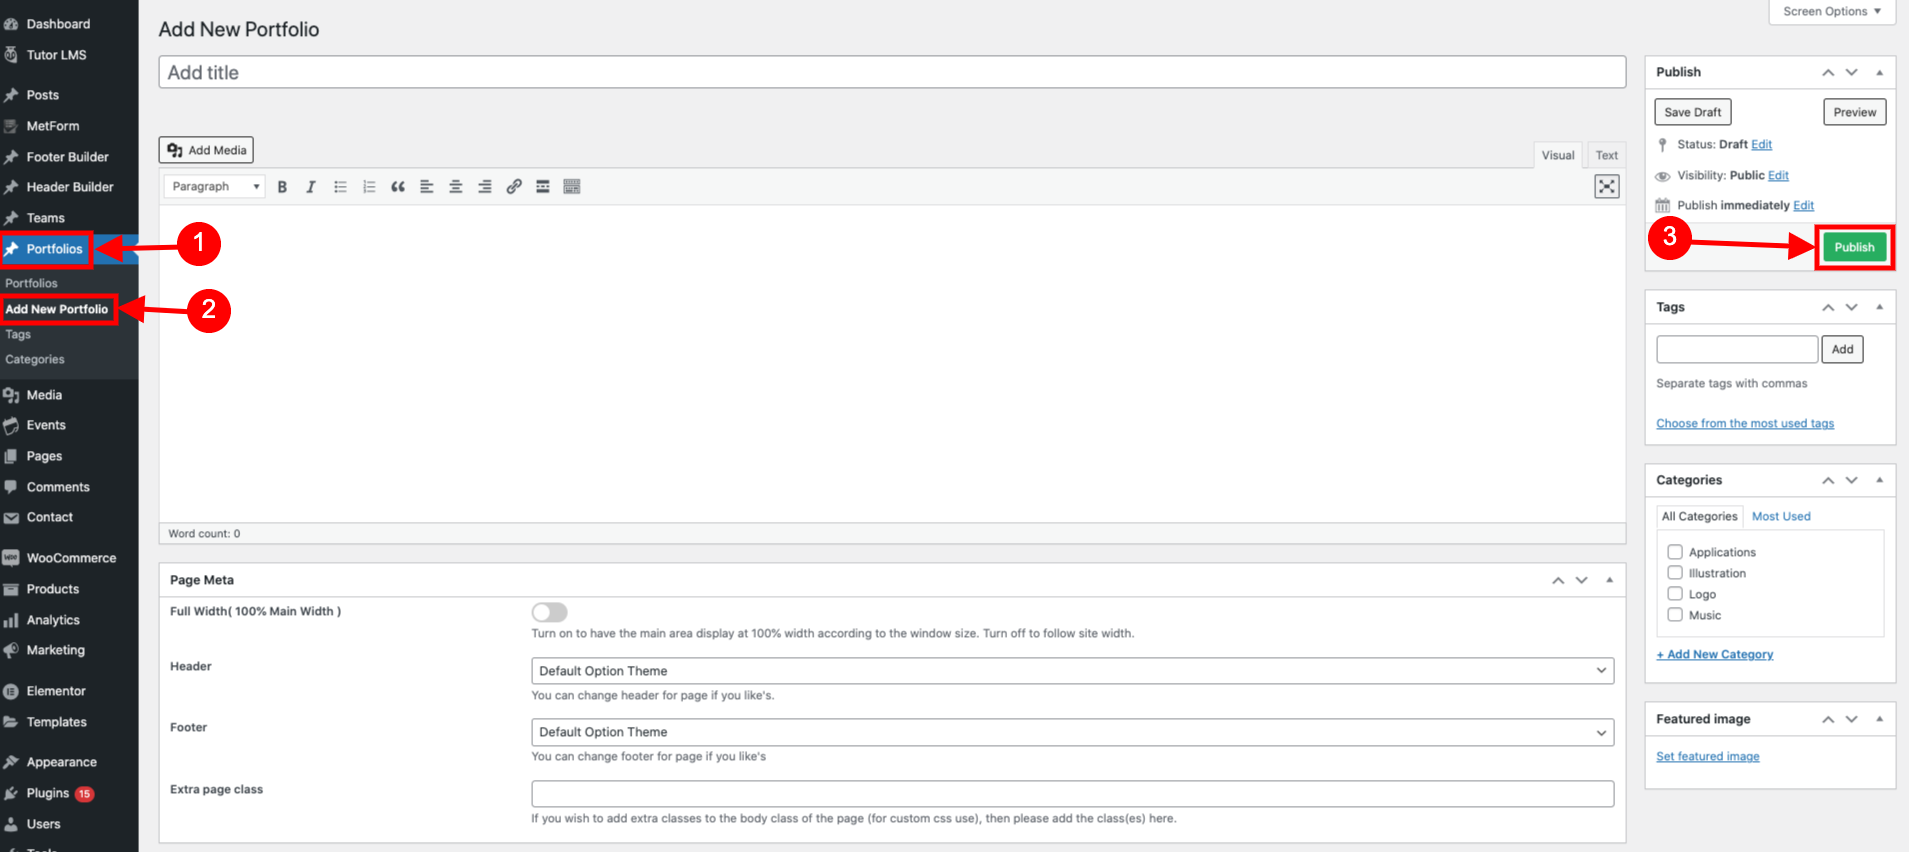 Dashboard
Tutor LMS
Posts
MetForm
Footer Builder
Header Builder
Teams
Portfolios
1
Portfolios
Add New Portfolio
2
Tags
Categories
Media
Events
Pages
Comments
Contact
WooCommerce
Products
Analytics
Marketing
Elementor
Templates
Appearance
Plugins 15
Users
Screen Options
Add New Portfolio
Add title
Add Media
Visual Text
Paragraph
Word count: 0
Page Meta
Full Width( 100% Main Width )
Turn on to have the main area display at 100% width according to the window size. Turn off to follow site width.
Header
Default Option Theme
You can change header for page if you like's.
Footer
Default Option Theme
You can change footer for page if you like's
Extra page class
If you wish to add extra classes to the body class of the page (for custom css use), then please add the class(es) here.
Publish
Save Draft Preview
Status: Draft Edit
Visibility: Public Edit
Publish immediately Edit
3
Publish
Tags
Add
Separate tags with commas
Choose from the most used tags
Categories
All Categories Most Used
Applications
Illustration
Logo
Music
+ Add New Category
Featured image
Set featured image